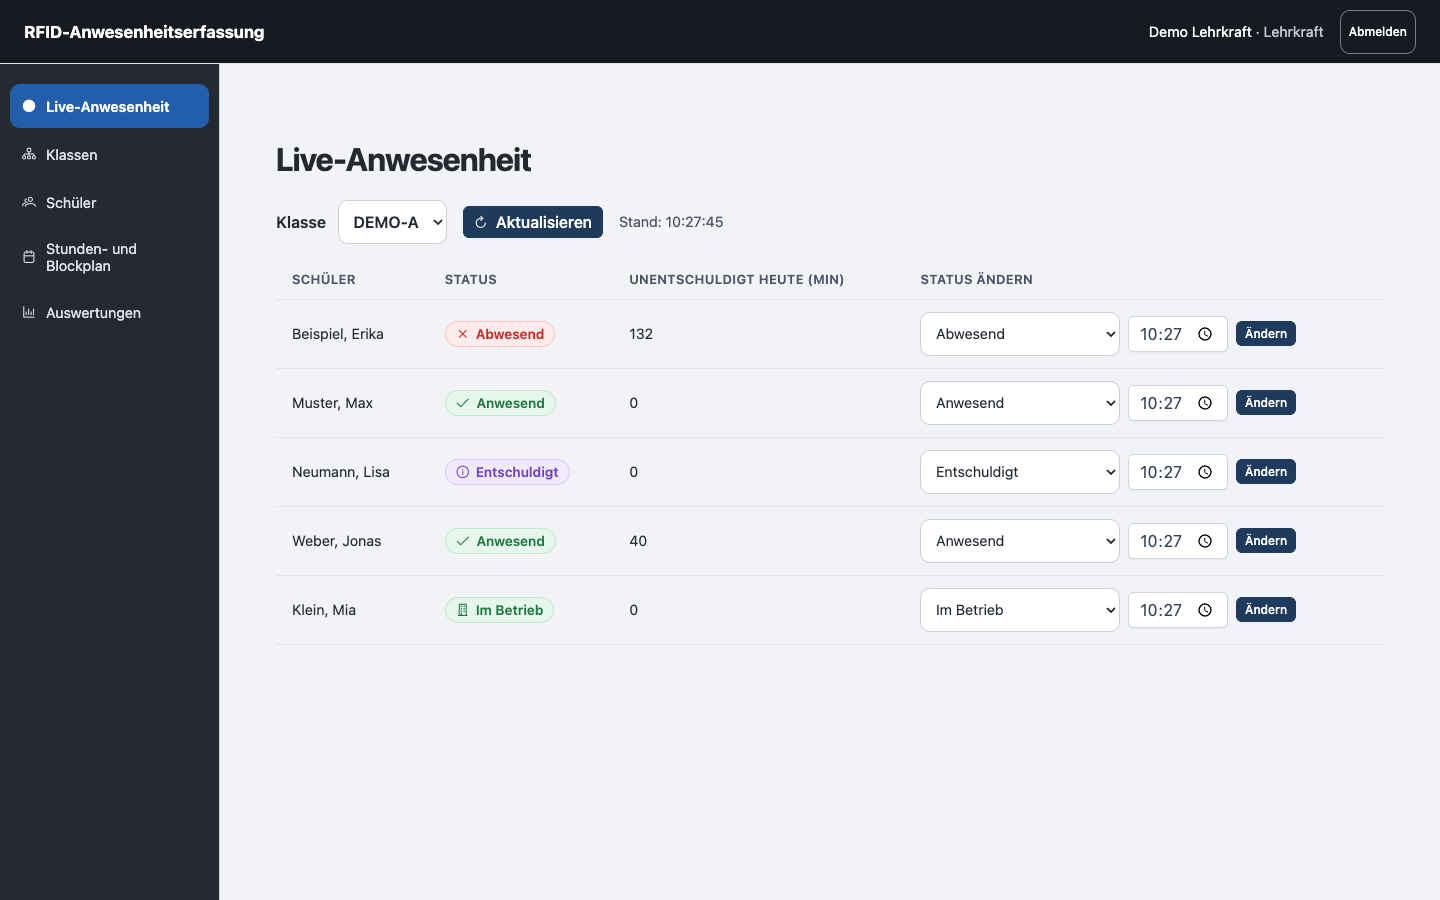 RFID-Anwesenheitserfassung
Demo Lehrkraft · Lehrkraft
Abmelden
Live-Anwesenheit
Klassen
Schüler
Stunden- und
Blockplan
Auswertungen
Live-Anwesenheit
Klasse DEMO-A Aktualisieren Stand: 10:27:45
SCHÜLER STATUS UNENTSCHULDIGT HEUTE (MIN) STATUS ÄNDERN
Beispiel, Erika Abwesend 132 Abwesend 10:27 Ändern
Muster, Max Anwesend 0 Anwesend 10:27 Ändern
Neumann, Lisa Entschuldigt 0 Entschuldigt 10:27 Ändern
Weber, Jonas Anwesend 40 Anwesend 10:27 Ändern
Klein, Mia Im Betrieb 0 Im Betrieb 10:27 Ändern